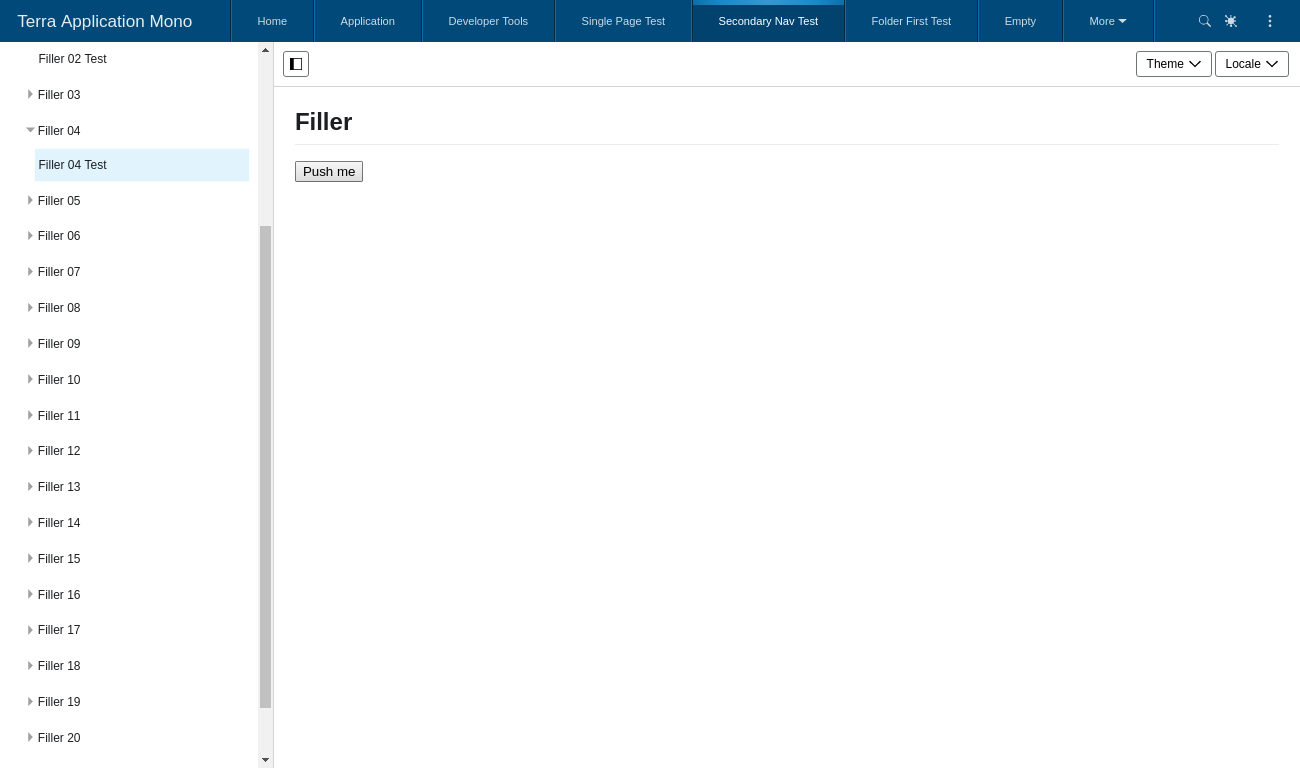 Terra Application Mono
Home
Application
Developer Tools
Single Page Test
Secondary Nav Test
Folder First Test
Empty
More
Filler 02 Test
Filler 03
Filler 04
Filler 04 Test
Filler 05
Filler 06
Filler 07
Filler 08
Filler 09
Filler 10
Filler 11
Filler 12
Filler 13
Filler 14
Filler 15
Filler 16
Filler 17
Filler 18
Filler 19
Filler 20
Theme
Locale
Filler
Push me